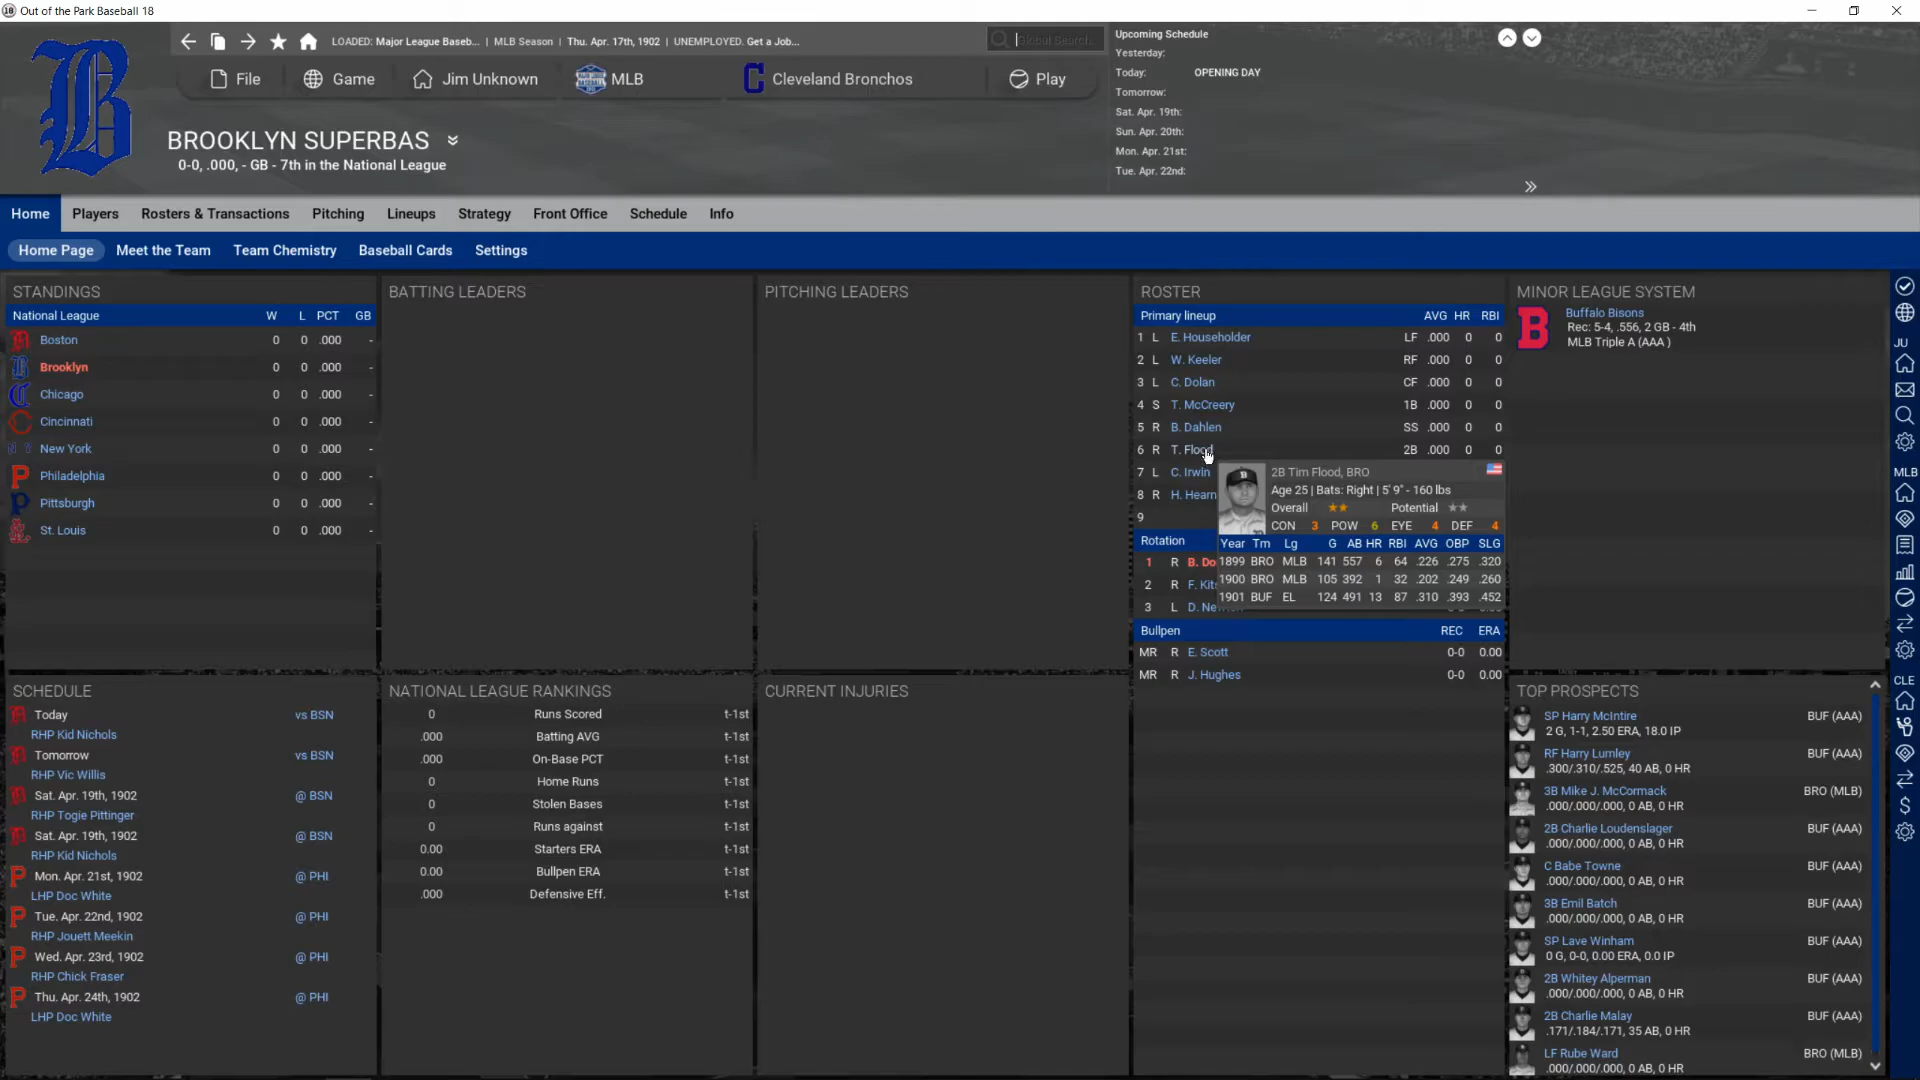 Out of the Park Baseball 18
LOADED: Major League Baseb... | MLB Season | Thu. Apr. 17th, 1902 | UNEMPLOYED. Get a Job...
Global Search
File Game Jim Unknown MLB Cleveland Bronchos Play
Upcoming Schedule
Yesterday:
Today: OPENING DAY
Tomorrow:
Sat. Apr. 19th:
Sun. Apr. 20th:
Mon. Apr. 21st:
Tue. Apr. 22nd:
BROOKLYN SUPERBAS
0-0, .000, - GB - 7th in the National League
Home Players Rosters & Transactions Pitching Lineups Strategy Front Office Schedule Info
Home Page Meet the Team Team Chemistry Baseball Cards Settings
STANDINGS
National League W L PCT GB
Boston 0 0 .000 -
Brooklyn 0 0 .000 -
Chicago 0 0 .000 -
Cincinnati 0 0 .000 -
New York 0 0 .000 -
Philadelphia 0 0 .000 -
Pittsburgh 0 0 .000 -
St. Louis 0 0 .000 -
BATTING LEADERS
PITCHING LEADERS
ROSTER
Primary lineup AVG HR RBI
1 L E. Householder LF .000 0 0
2 L W. Keeler RF .000 0 0
3 L C. Dolan CF .000 0 0
4 S T. McCreery 1B .000 0 0
5 R B. Dahlen SS .000 0 0
6 R T. Flood 2B .000 0 0
7 L C. Irwin
8 R H. Hearn
9
2B Tim Flood, BRO
Age 25 | Bats: Right | 5' 9" - 160 lbs
Overall Potential
CON 3 POW 6 EYE 4 DEF 4
Year Tm Lg G AB HR RBI AVG OBP SLG
1899 BRO MLB 141 557 6 64 .226 .275 .320
1900 BRO MLB 105 392 1 32 .202 .249 .260
1901 BUF EL 124 491 13 87 .310 .393 .452
Rotation
1 R B. Do
2 R F. Kits
3 L D. Ne
Bullpen REC ERA
MR R E. Scott 0-0 0.00
MR R J. Hughes 0-0 0.00
MINOR LEAGUE SYSTEM
Buffalo Bisons
Rec: 5-4, .556, 2 GB - 4th
MLB Triple A (AAA )
JU
MLB
CLE
SCHEDULE
Today vs BSN
RHP Kid Nichols
Tomorrow vs BSN
RHP Vic Willis
Sat. Apr. 19th, 1902 @ BSN
RHP Togie Pittinger
Sat. Apr. 19th, 1902 @ BSN
RHP Kid Nichols
Mon. Apr. 21st, 1902 @ PHI
LHP Doc White
Tue. Apr. 22nd, 1902 @ PHI
RHP Jouett Meekin
Wed. Apr. 23rd, 1902 @ PHI
RHP Chick Fraser
Thu. Apr. 24th, 1902 @ PHI
LHP Doc White
NATIONAL LEAGUE RANKINGS
0 Runs Scored t-1st
.000 Batting AVG t-1st
.000 On-Base PCT t-1st
0 Home Runs t-1st
0 Stolen Bases t-1st
0 Runs against t-1st
0.00 Starters ERA t-1st
0.00 Bullpen ERA t-1st
.000 Defensive Eff. t-1st
CURRENT INJURIES
TOP PROSPECTS
SP Harry McIntire BUF (AAA)
2 G, 1-1, 2.50 ERA, 18.0 IP
RF Harry Lumley BUF (AAA)
.300/.310/.525, 40 AB, 0 HR
3B Mike J. McCormack BRO (MLB)
.000/.000/.000, 0 AB, 0 HR
2B Charlie Loudenslager BUF (AAA)
.000/.000/.000, 0 AB, 0 HR
C Babe Towne BUF (AAA)
.000/.000/.000, 0 AB, 0 HR
3B Emil Batch BUF (AAA)
.000/.000/.000, 0 AB, 0 HR
SP Lave Winham BUF (AAA)
0 G, 0-0, 0.00 ERA, 0.0 IP
2B Whitey Alperman BUF (AAA)
.000/.000/.000, 0 AB, 0 HR
2B Charlie Malay BUF (AAA)
.171/.184/.171, 35 AB, 0 HR
LF Rube Ward BRO (MLB)
.000/.000/.000, 0 AB, 0 HR